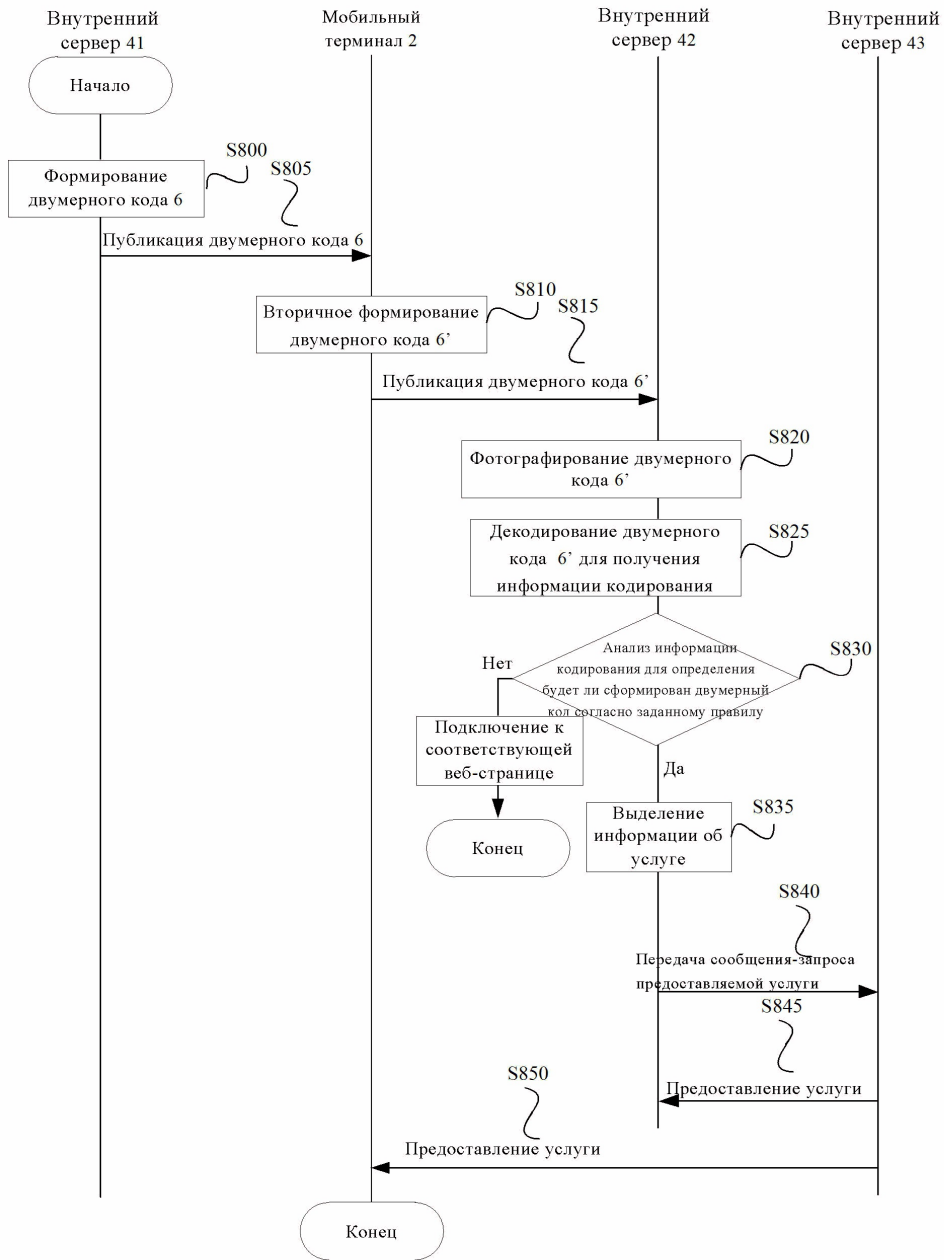 Внутренний
сервер 41
Мобильный
терминал 2
Внутренний
сервер 42
Внутренний
сервер 43
Начало
S800
Формирование
двумерного кода 6
S805
Публикация двумерного кода 6
S810
Вторичное формирование
двумерного кода 6’
S815
Публикация двумерного кода 6’
S820
Фотографирование двумерного
кода 6’
S825
Декодирование двумерного
кода 6’ для получения
информации кодирования
S830
Анализ информации
кодирования для определения
будет ли сформирован двумерный
кол согласно заданному правилу
Нет
Подключение к
соответствующей
веб-странице
Конец
Да
S835
Выделение
информации об
услуге
S840
Передача сообщения-запроса
предоставляемой услуги
S845
Предоставление услуги
S850
Предоставление услуги
Конец